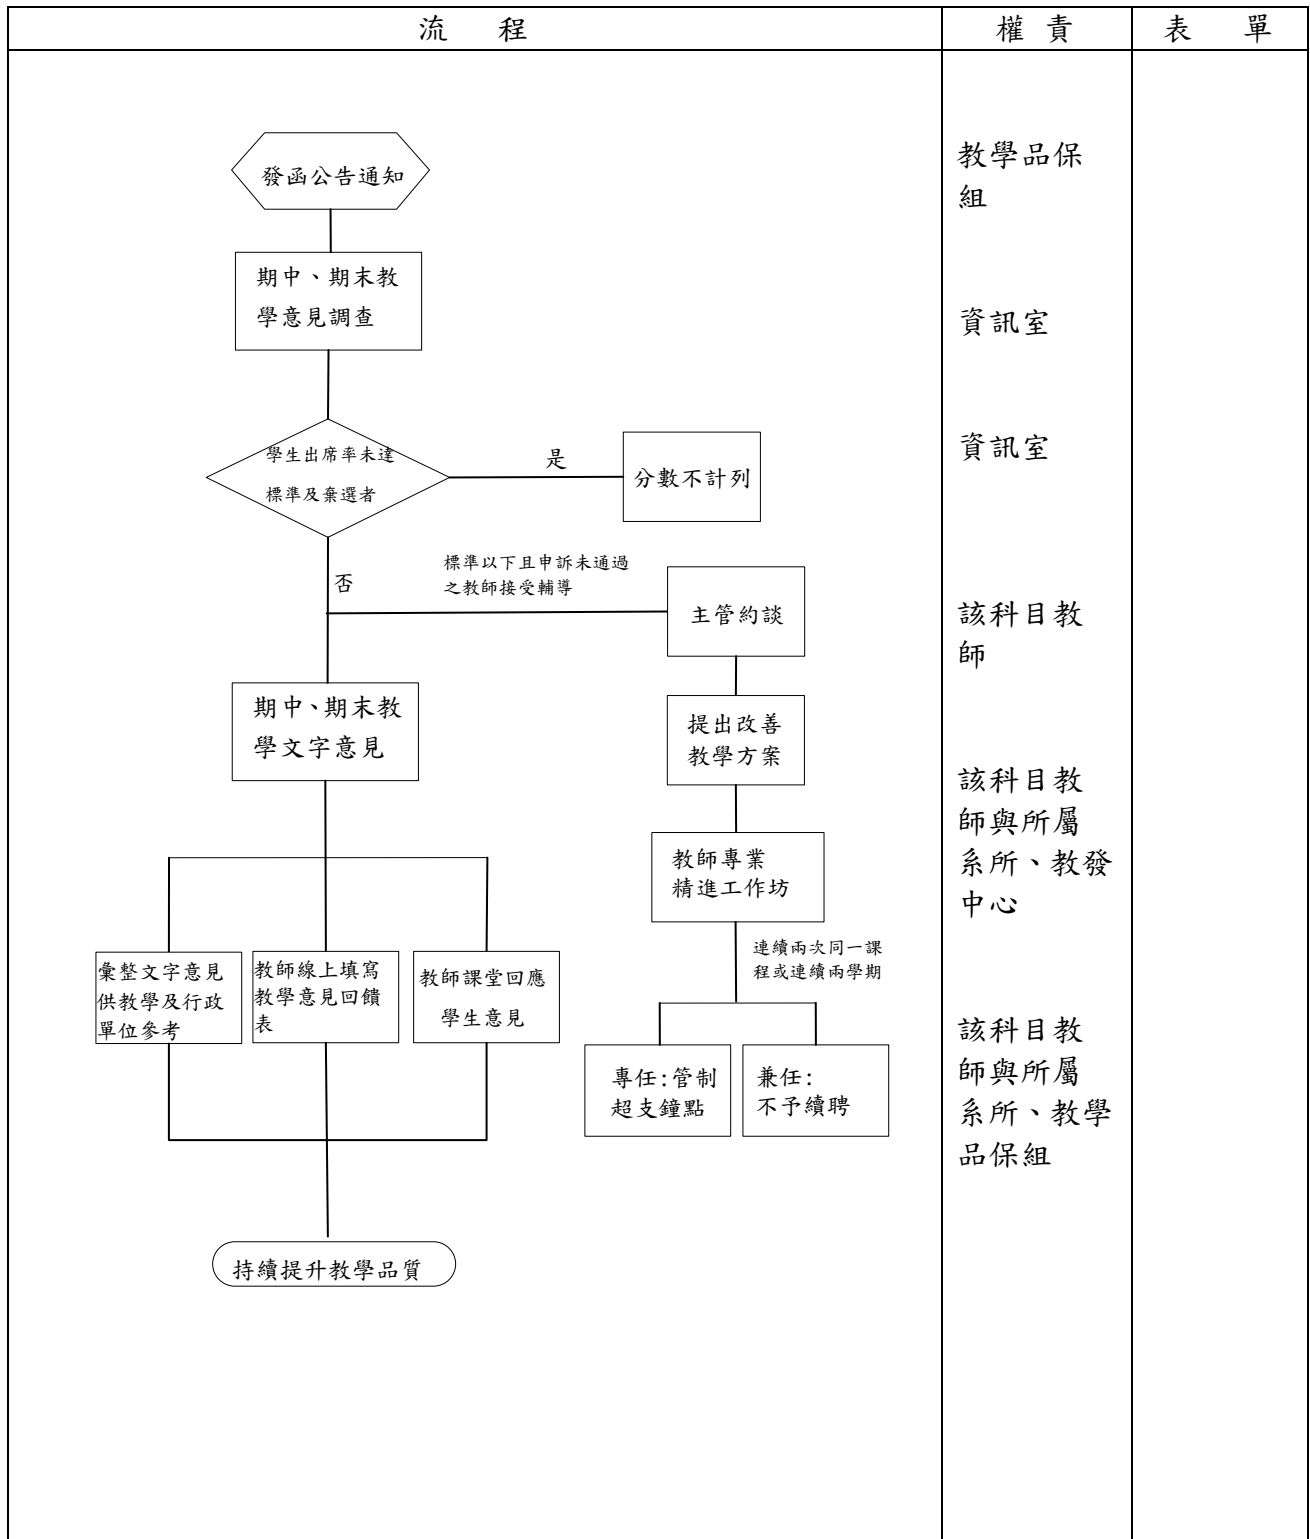 流 程
權 責
表 單
發函公告通知
期中、期末教
學意見調查
學生出席率未達
標準及棄選者
是
分數不計列
否
標準以下且申訴未通過
之教師接受輔導
主管約談
期中、期末教
學文字意見
提出改善
教學方案
教師專業
精進工作坊
連續兩次同一課
程或連續兩學期
彙整文字意見
供教學及行政
單位參考
教師線上填寫
教學意見回饋
表
教師課堂回應
學生意見
專任:管制
超支鐘點
兼任:
不予續聘
持續提升教學品質
教學品保
組
資訊室
資訊室
該科目教
師
該科目教
師與所屬
系所、教發
中心
該科目教
師與所屬
系所、教學
品保組